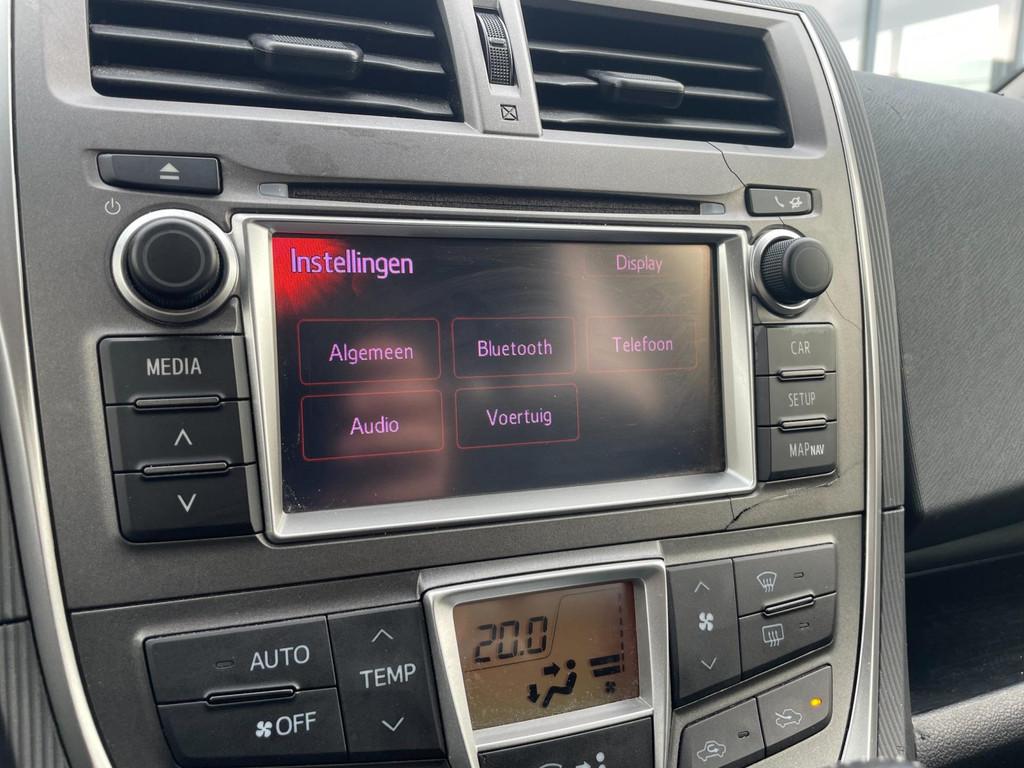 Instellingen
Display
Algemeen
Bluetooth
Telefoon
Audio
Voertuig
MEDIA
CAR
SETUP
MAP NAV
AUTO
OFF
TEMP
20.0